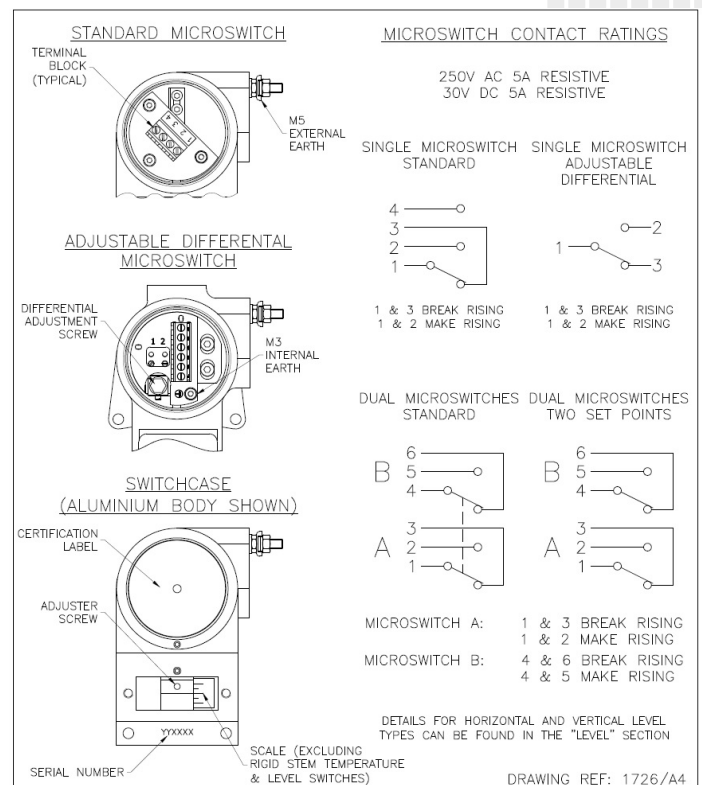 STANDARD MICROSWITCH
TERMINAL
BLOCK
(TYPICAL)
1 2 3 4
M5
EXTERNAL
EARTH
ADJUSTABLE DIFFERENTAL
MICROSWITCH
DIFFERENTIAL
ADJUSTMENT
SCREW
1 2
M3
INTERNAL
EARTH
SWITCHCASE
(ALUMINIUM BODY SHOWN)
CERTIFICATION
LABEL
ADJUSTER
SCREW
YYXXXX
SERIAL NUMBER
SCALE (EXCLUDING
RIGID STEM TEMPERATURE
& LEVEL SWITCHES)
MICROSWITCH CONTACT RATINGS
250V AC 5A RESISTIVE
30V DC 5A RESISTIVE
SINGLE MICROSWITCH
STANDARD
4
3
2
1
1 & 3 BREAK RISING
1 & 2 MAKE RISING
SINGLE MICROSWITCH
ADJUSTABLE
DIFFERENTIAL
2
1
3
1 & 3 BREAK RISING
1 & 2 MAKE RISING
DUAL MICROSWITCHES
STANDARD
6
B 5
4
3
A 2
1
DUAL MICROSWITCHES
TWO SET POINTS
6
B 5
4
3
A 2
1
MICROSWITCH A: 1 & 3 BREAK RISING
1 & 2 MAKE RISING
MICROSWITCH B: 4 & 6 BREAK RISING
4 & 5 MAKE RISING
DETAILS FOR HORIZONTAL AND VERTICAL LEVEL
TYPES CAN BE FOUND IN THE "LEVEL" SECTION
DRAWING REF: 1726/A4